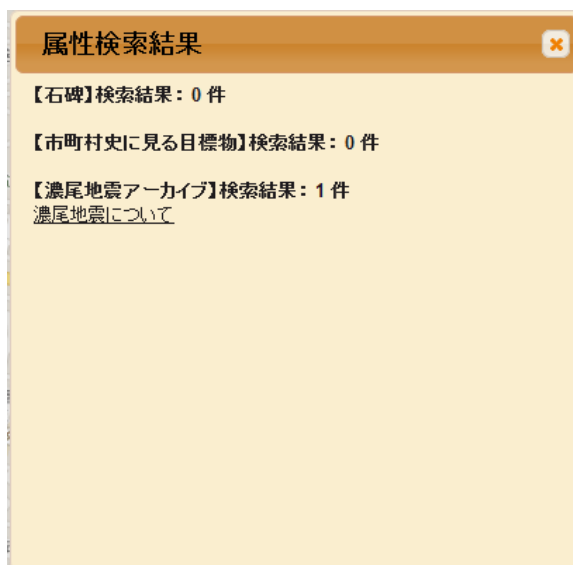 属性検索結果
【石碑】検索結果：0件
【市町村史に見る目標物】検索結果：0件
【濃尾地震アーカイブ】検索結果：1件
濃尾地震について